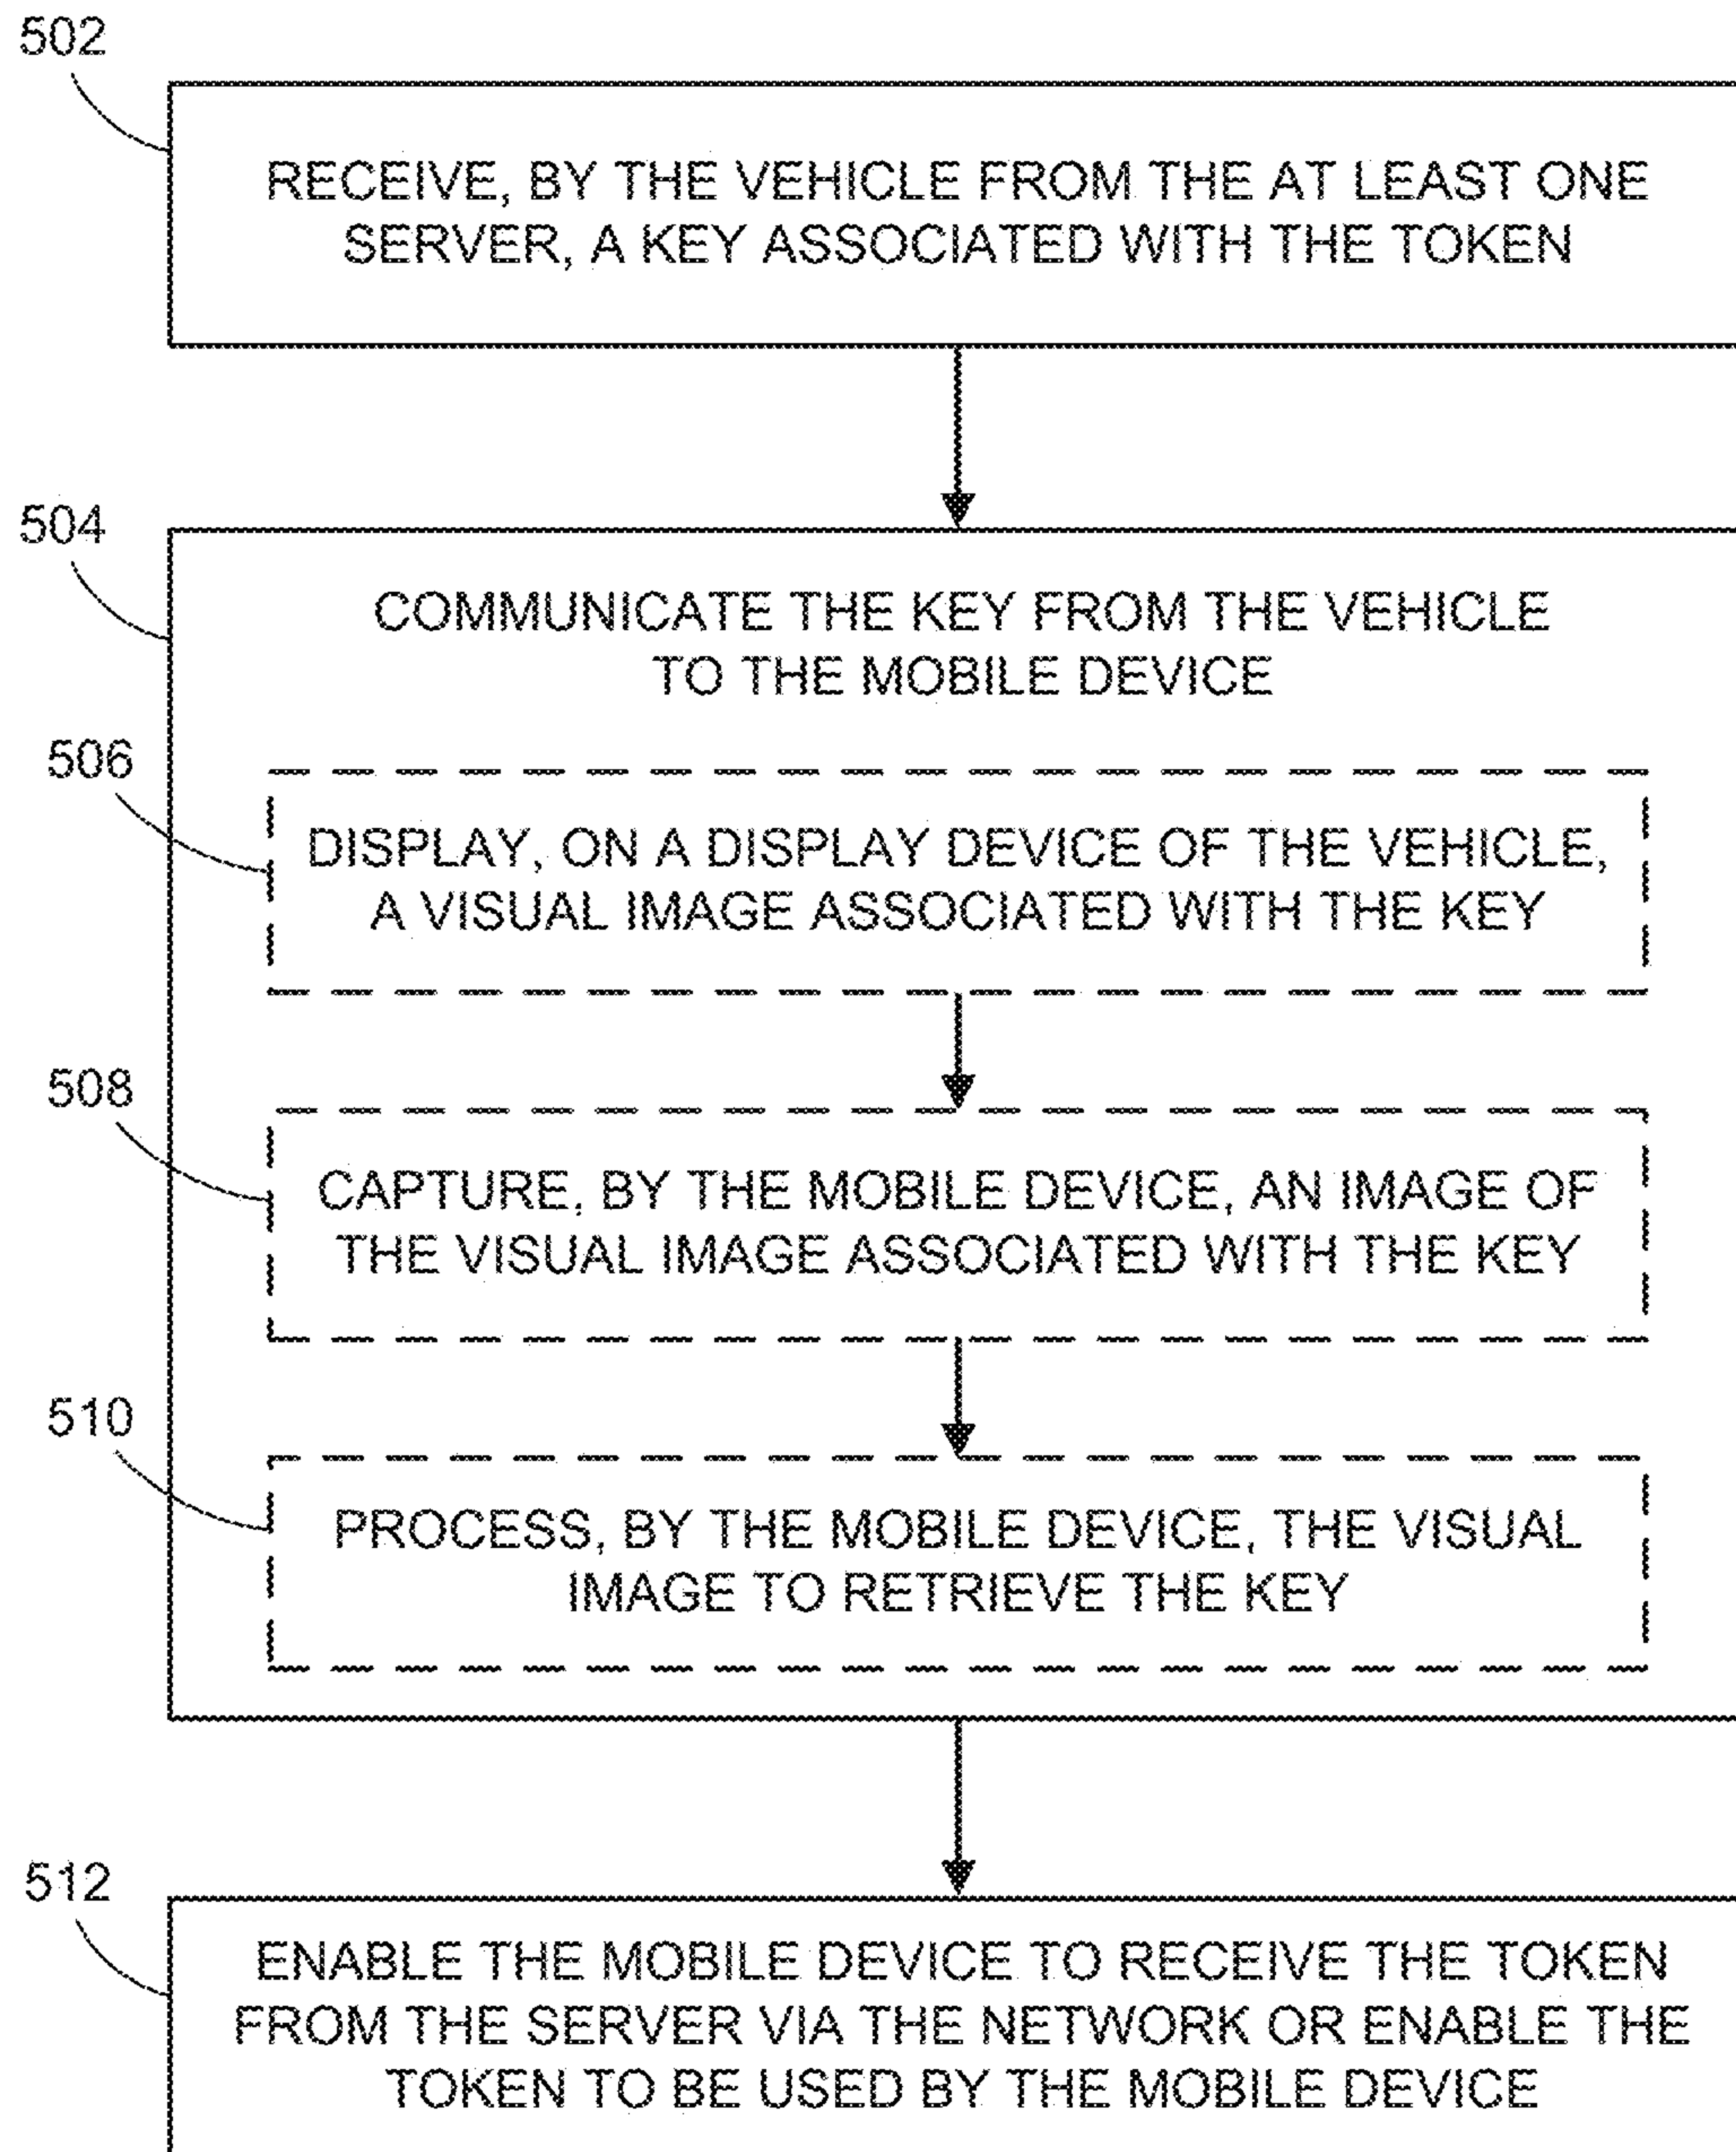 502
RECEIVE, BY THE VEHICLE FROM THE AT LEAST ONE
SERVER, A KEY ASSOCIATED WITH THE TOKEN
504
COMMUNICATE THE KEY FROM THE VEHICLE
TO THE MOBILE DEVICE
506
DISPLAY, ON A DISPLAY DEVICE OF THE VEHICLE,
A VISUAL IMAGE ASSOCIATED WITH THE KEY
508
CAPTURE, BY THE MOBILE DEVICE, AN IMAGE OF
THE VISUAL IMAGE ASSOCIATED WITH THE KEY
510
PROCESS, BY THE MOBILE DEVICE, THE VISUAL
IMAGE TO RETRIEVE THE KEY
512
ENABLE THE MOBILE DEVICE TO RECEIVE THE TOKEN
FROM THE SERVER VIA THE NETWORK OR ENABLE THE
TOKEN TO BE USED BY THE MOBILE DEVICE